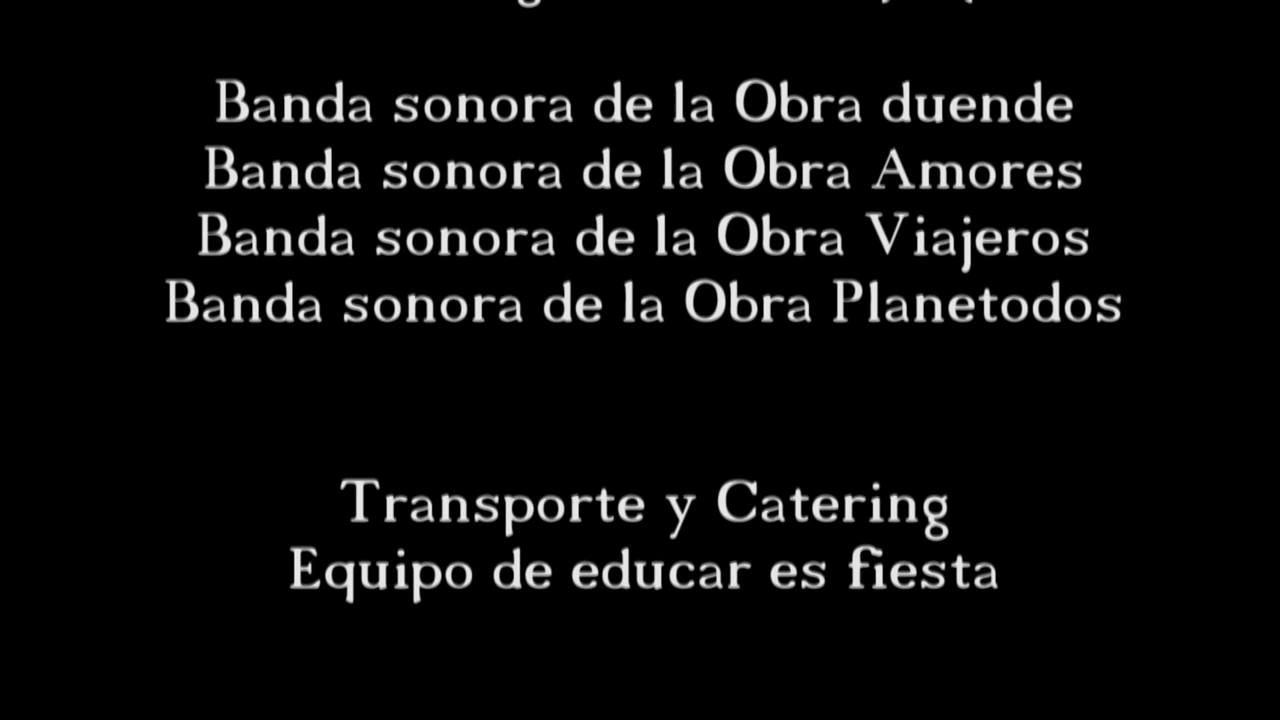 Banda sonora de la Obra duende
Banda sonora de la Obra Amores
Banda sonora de la Obra Viajeros
Banda sonora de la Obra Planetodos
Transporte y Catering
Equipo de educar es fiesta